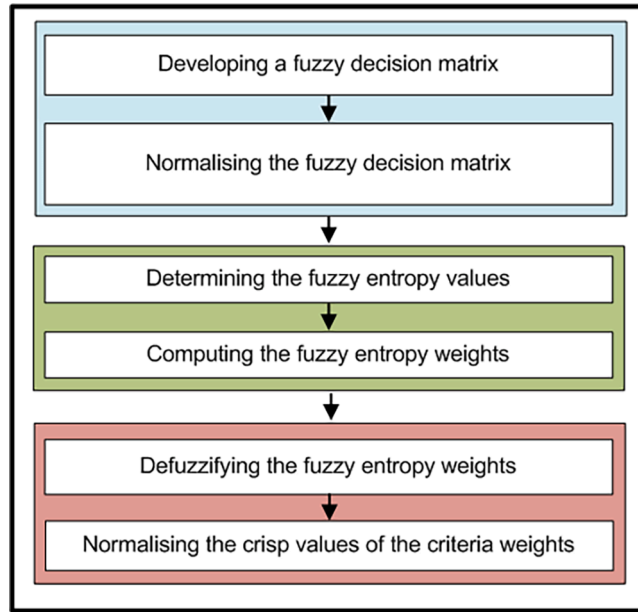 Developing a fuzzy decision matrix
Normalising the fuzzy decision matrix
Determining the fuzzy entropy values
Computing the fuzzy entropy weights
Defuzzifying the fuzzy entropy weights
Normalising the crisp values of the criteria weights